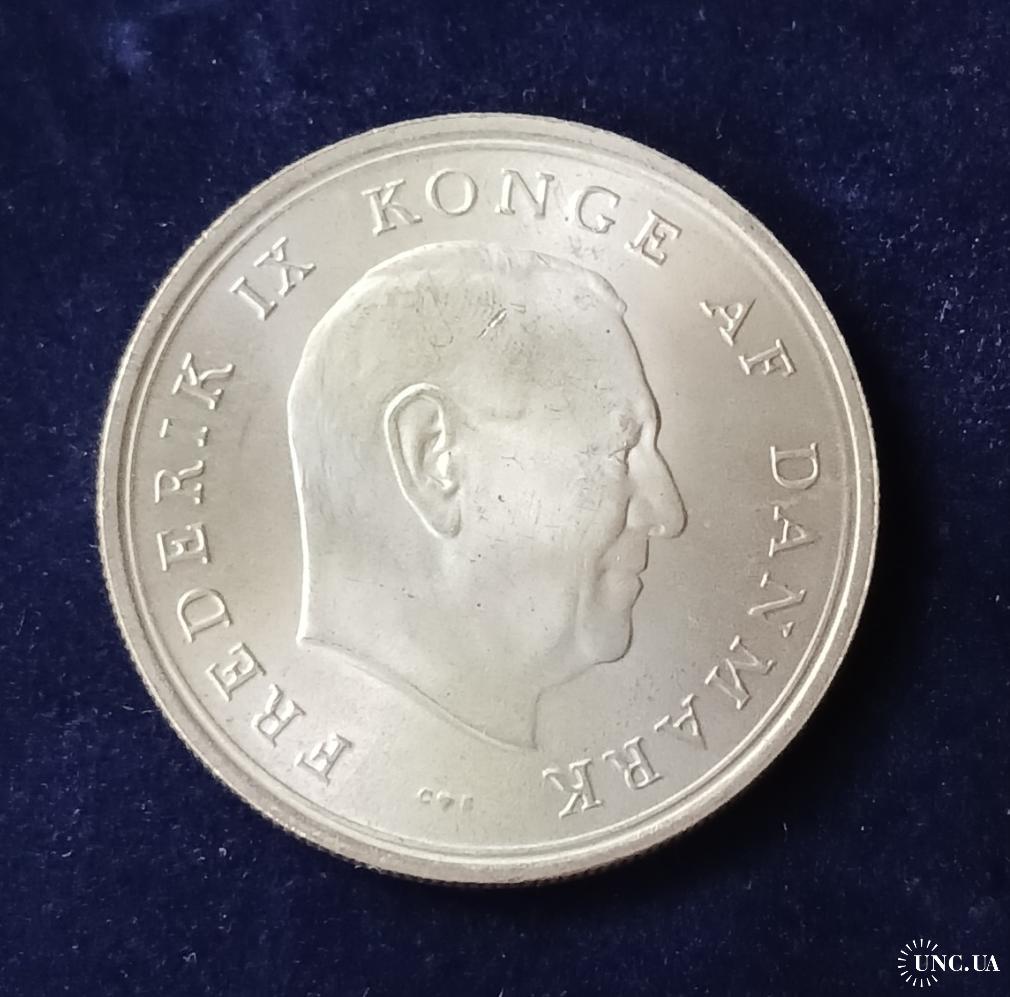 FREDERIK IX KONGE AF DANMARK
UNC.UA